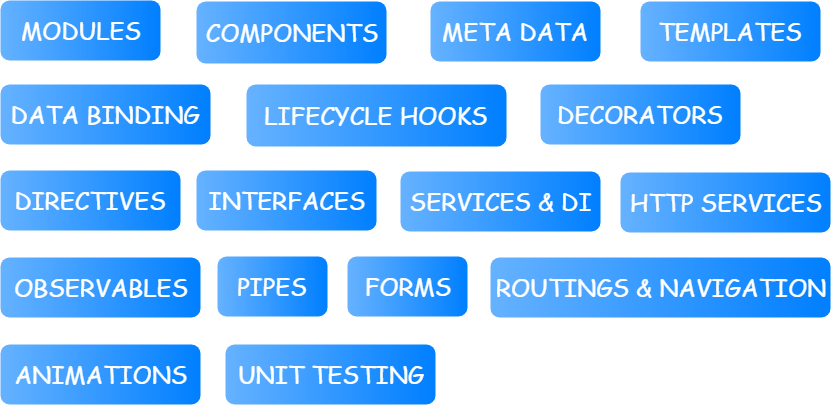 MODULES
COMPONENTS
META DATA
TEMPLATES
DATA BINDING
LIFECYCLE HOOKS
DECORATORS
DIRECTIVES
INTERFACES
SERVICES & DI
HTTP SERVICES
OBSERVABLES
PIPES
FORMS
ROUTINGS & NAVIGATION
ANIMATIONS
UNIT TESTING